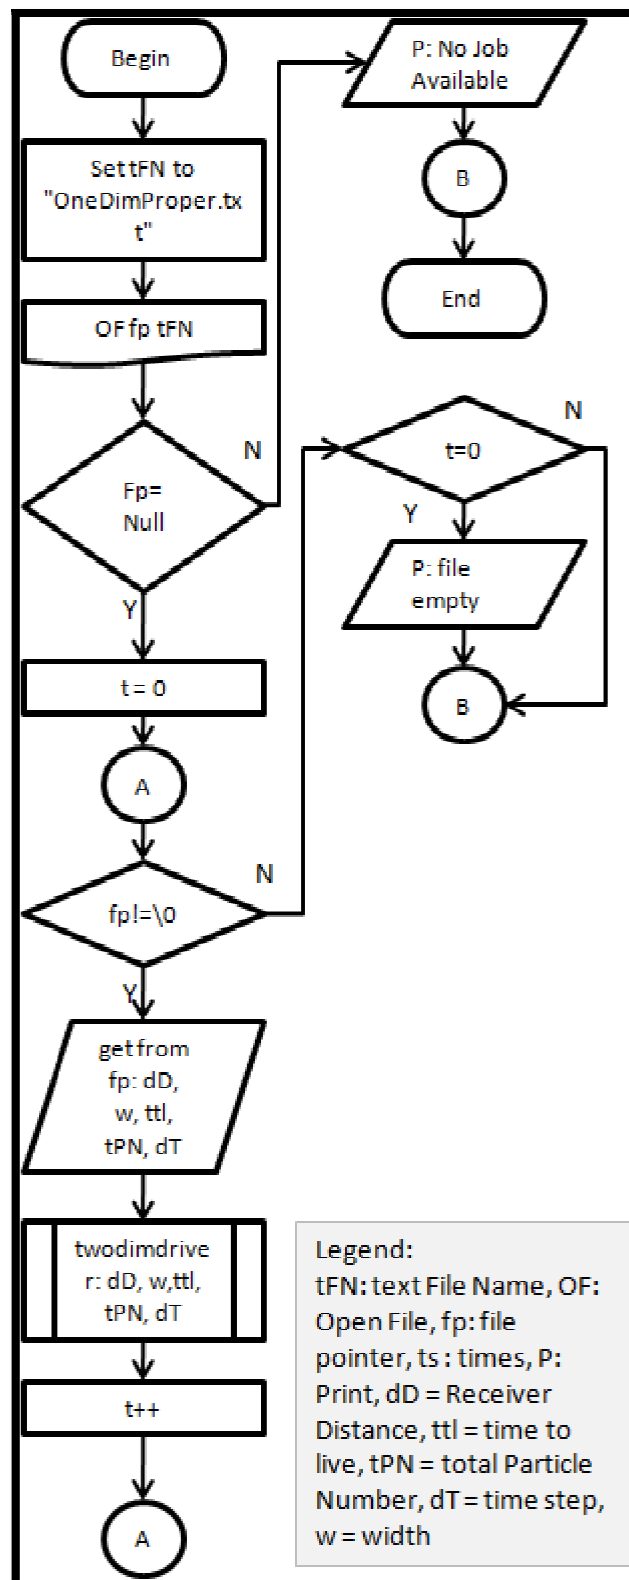 Begin
Set tFN to
"OneDimProper.tx
t"
OF fp tFN
Fp=
Null
N
Y
t = 0
A
fp!=\0
N
Y
get from
fp: dD,
w, ttl,
tPN, dT
twodimdrive
r: dD, w,ttl,
tPN, dT
t++
A
P: No Job
Available
B
End
t=0
N
Y
P: file
empty
B
Legend:
tFN: text File Name, OF:
Open File, fp: file
pointer, ts : times, P:
Print, dD = Receiver
Distance, ttl = time to
live, tPN = total Particle
Number, dT = time step,
w = width